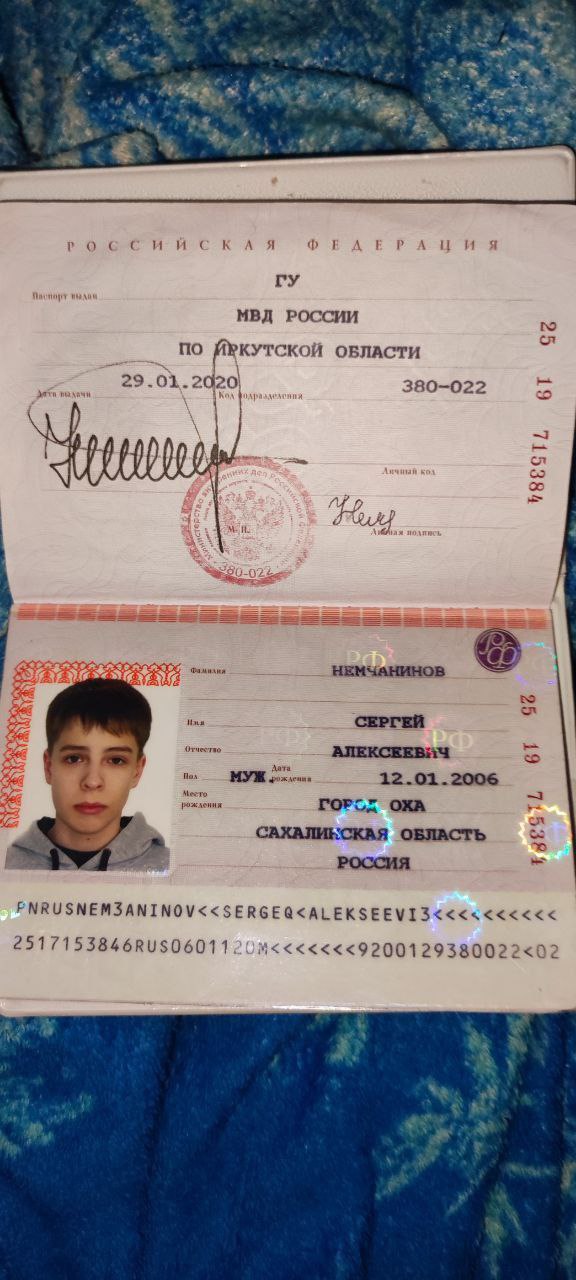 РОССИЙСКАЯ ФЕДЕРАЦИЯ
Паспорт выдан ГУ
МВД РОССИИ
ПО ИРКУТСКОЙ ОБЛАСТИ
Дата выдачи 29.01.2020 Код подразделения 380-022
Личный код
М.П.
Личная подпись
380-022
25 19 715384
Фамилия НЕМЧАНИНОВ
Имя СЕРГЕЙ
Отчество АЛЕКСЕЕВИЧ
Пол МУЖ. Дата рождения 12.01.2006
Место рождения ГОРОД ОХА
САХАЛИНСКАЯ ОБЛАСТЬ
РОССИЯ
25 19 715384
PNRUSNEM3ANINOV<<SERGEQ<ALEKSEEVI3<<<<<<<<<<
2517153846RUS0601120M<<<<<<<9200129380022<02